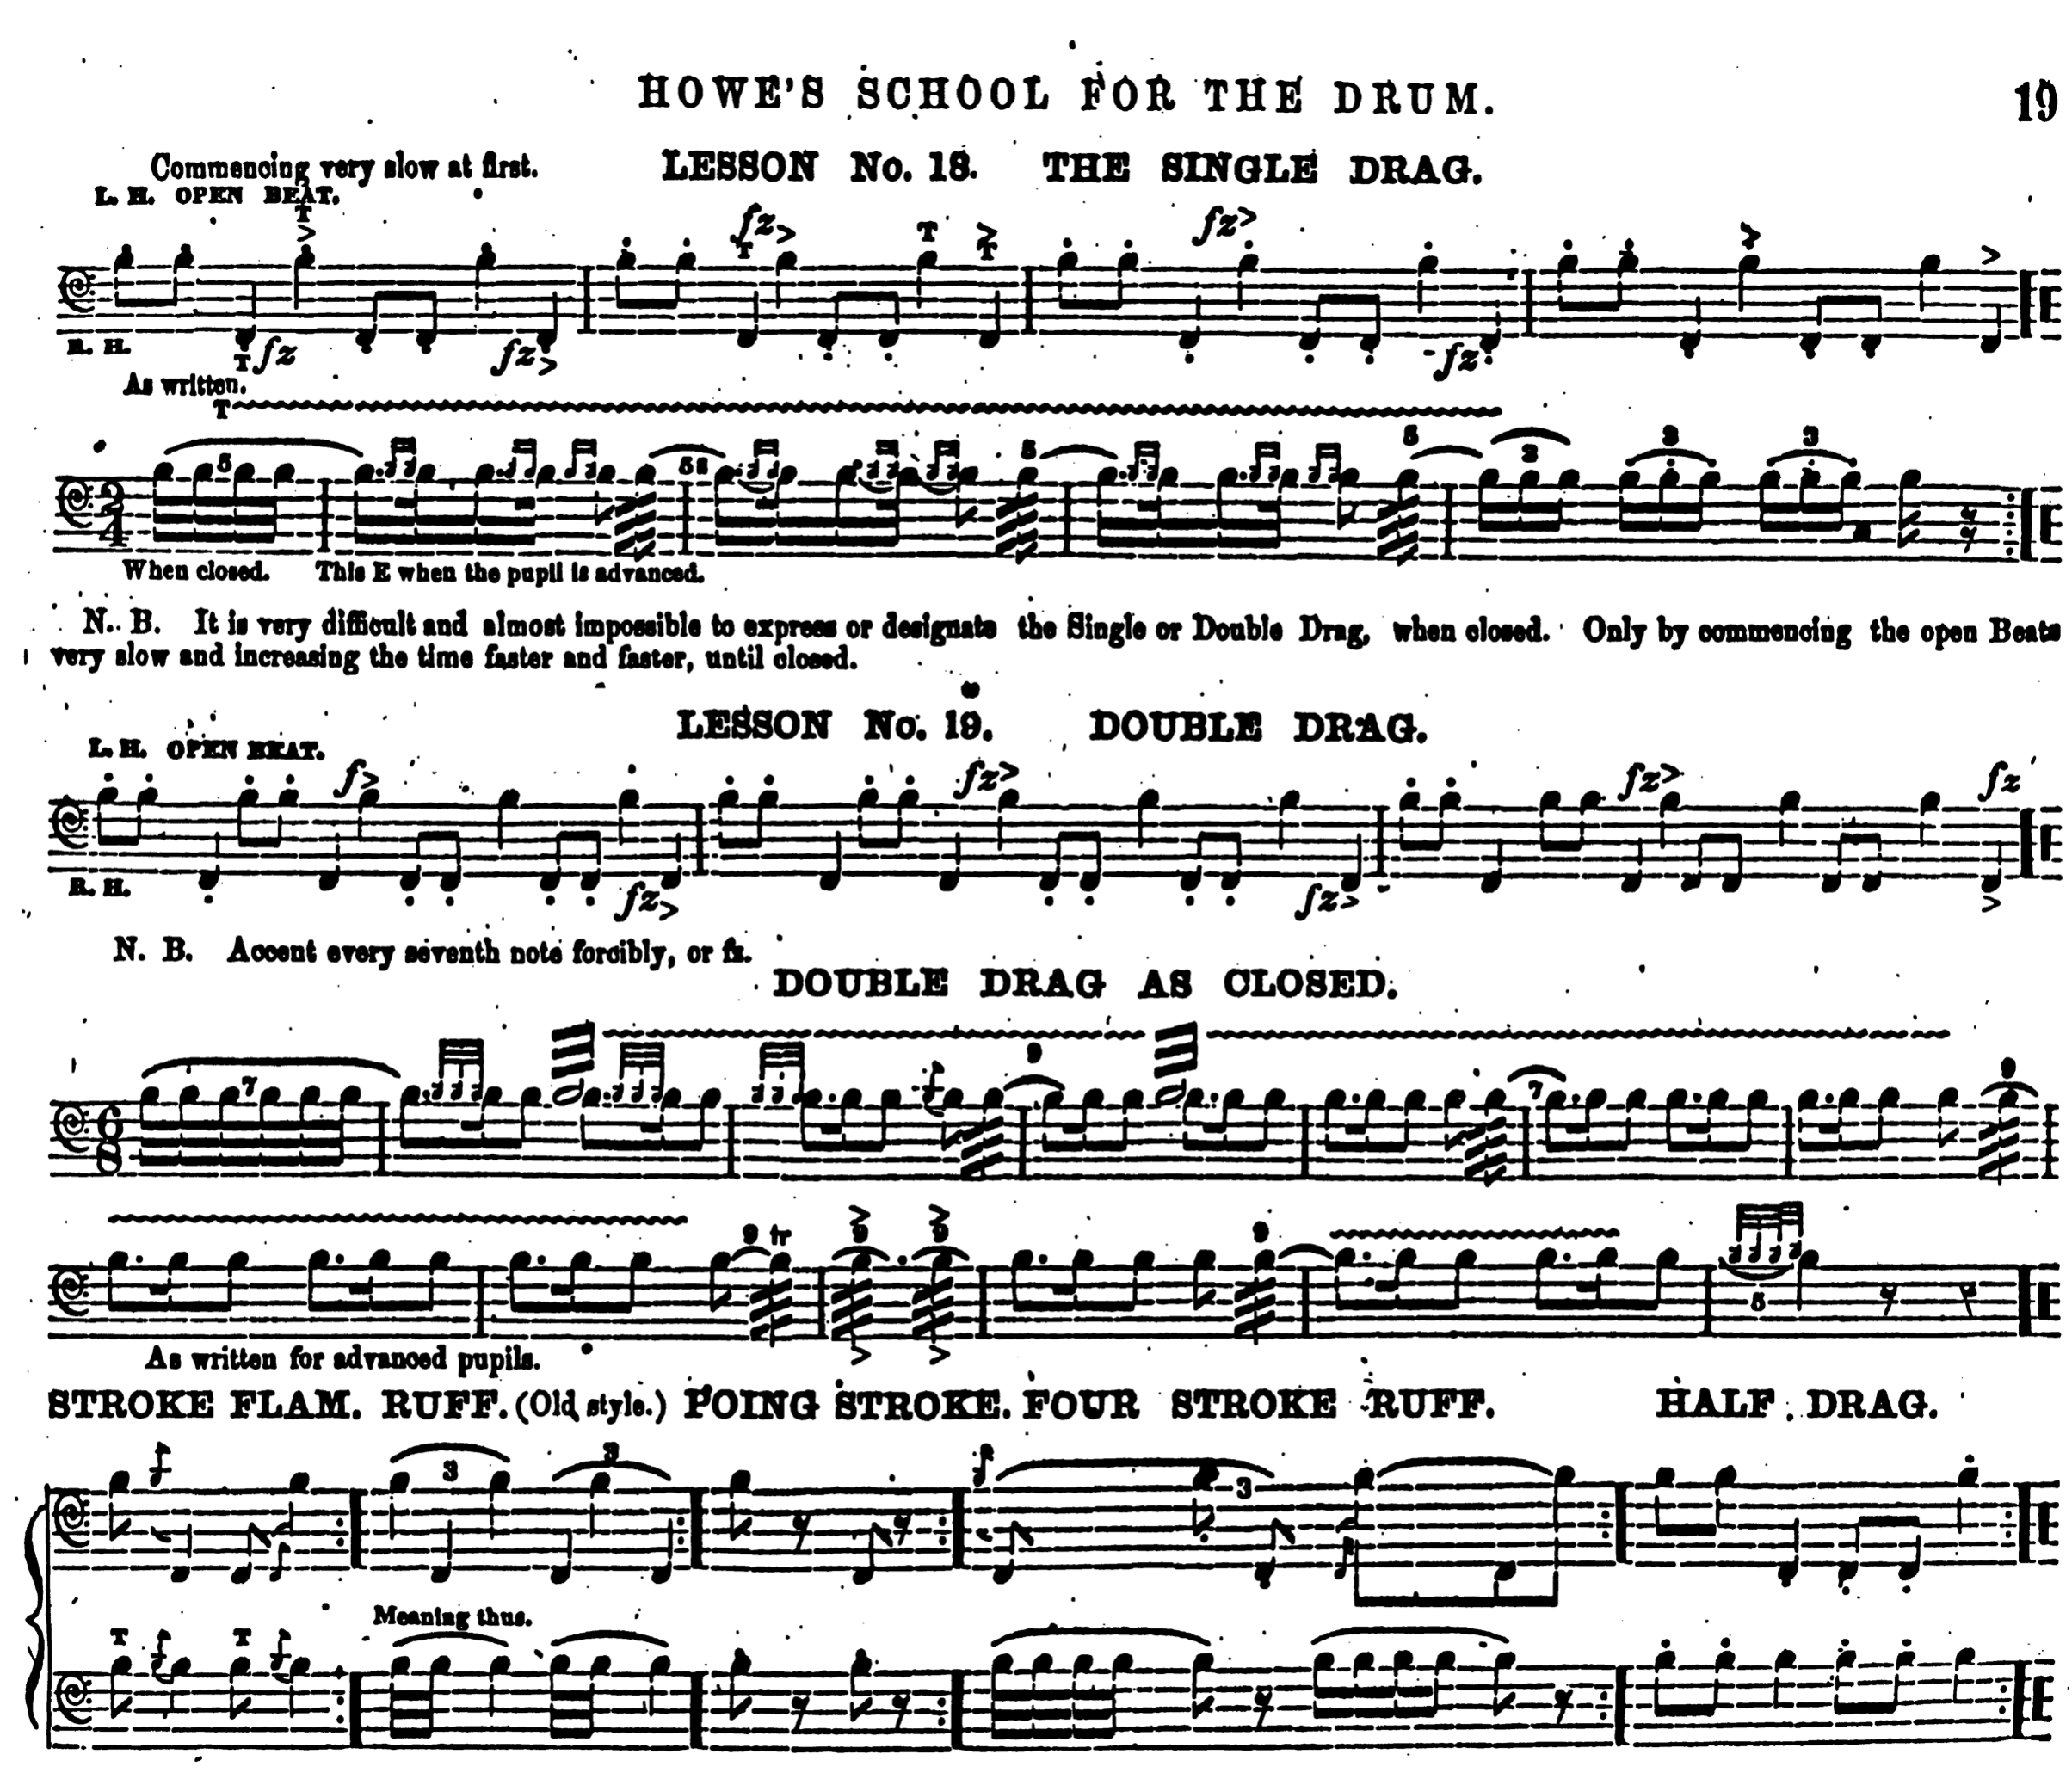 HOWE'S SCHOOL FOR THE DRUM.
19
Commencing very slow at first.
LESSON No. 18. THE SINGLE DRAG.
L. H. OPEN BEAT.
T
fz
T
T
fz
T
T
fz
R. H.
T fz
fz
fz
As written.
T
5
5
5
5
3
3
3
2
4
When closed. This E when the pupil is advanced.
N. B. It is very difficult and almost impossible to express or designate the Single or Double Drag, when closed. Only by commencing the open Beats
very slow and increasing the time faster and faster, until closed.
LESSON No. 19. DOUBLE DRAG.
L. H. OPEN BEAT.
f
fz
fz
fz
R. H.
fz
fz
N. B. Accent every seventh note forcibly, or fz.
DOUBLE DRAG AS CLOSED.
7
9
7
9
6
8
9 tr
9
9
9
5
As written for advanced pupils.
STROKE FLAM. RUFF. (Old style.) POING STROKE. FOUR STROKE RUFF. HALF DRAG.
3
3
3
Meaning thus.
T
T